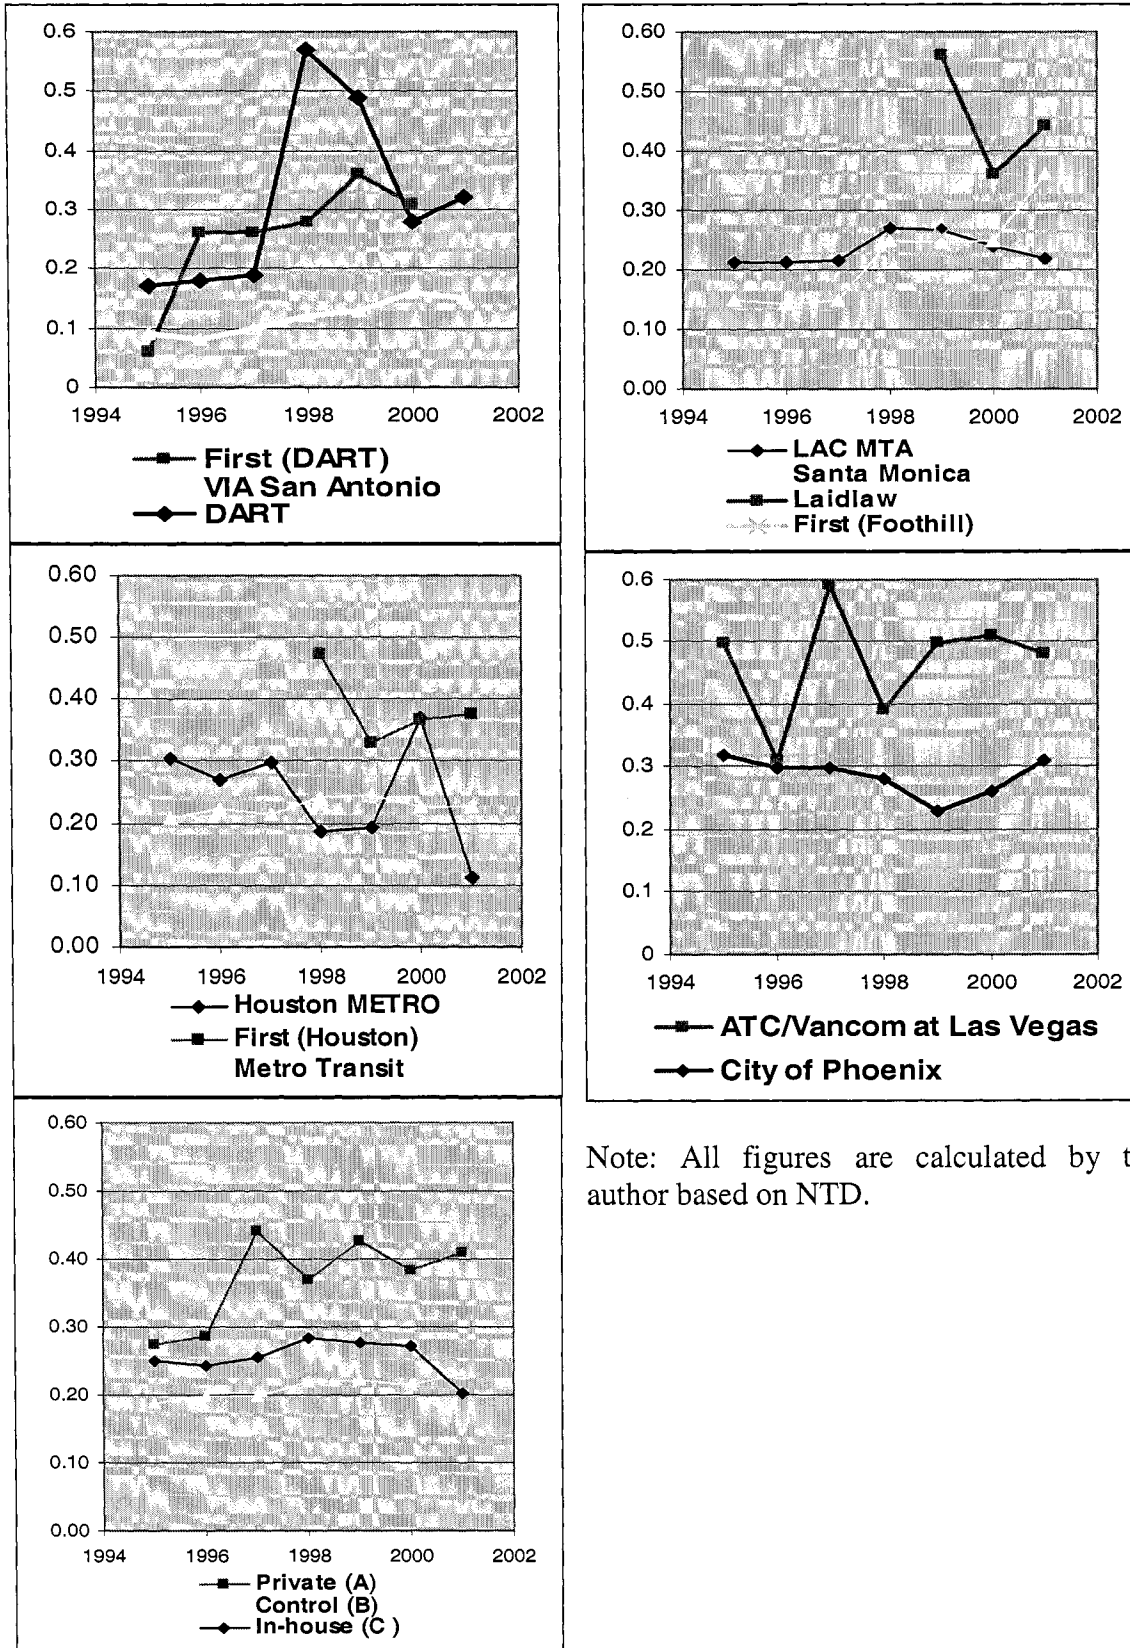 0.6
0.5
0.4
0.3
0.2
0.1
0
1994 1996 1998 2000 2002
First (DART)
VIA San Antonio
DART
0.60
0.50
0.40
0.30
0.20
0.10
0.00
1994 1996 1998 2000 2002
LAC MTA
Santa Monica
Laidlaw
First (Foothill)
0.60
0.50
0.40
0.30
0.20
0.10
0.00
1994 1996 1998 2000 2002
Houston METRO
First (Houston)
Metro Transit
0.6
0.5
0.4
0.3
0.2
0.1
0
1994 1996 1998 2000 2002
ATC/Vancom at Las Vegas
City of Phoenix
0.60
0.50
0.40
0.30
0.20
0.10
0.00
1994 1996 1998 2000 2002
Private (A)
Control (B)
In-house (C )
Note: All figures are calculated by t
author based on NTD.